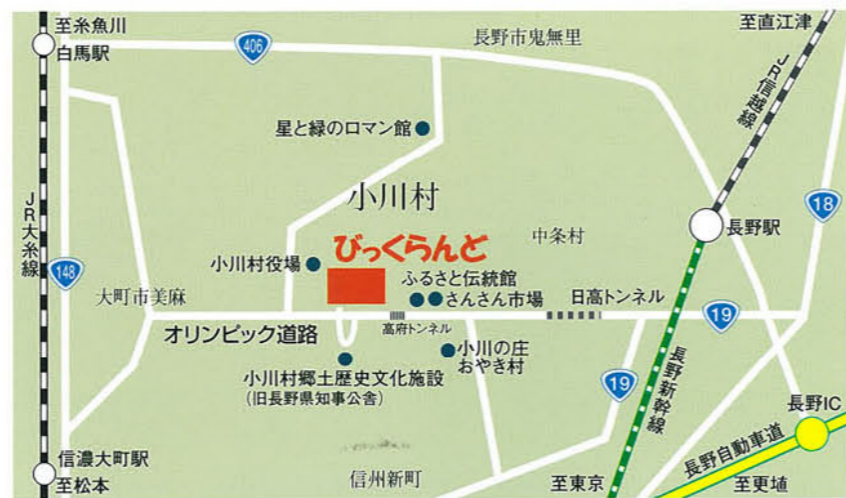 至糸魚川
白馬駅
406
長野市鬼無里
至直江津
JR信越線
星と緑のロマン館
小川村
18
中条村
長野駅
JR大糸線
148
小川村役場
びっくらんど
ふるさと伝統館
さんさん市場
日高トンネル
大町市美麻
オリンピック道路
高府トンネル
19
小川の庄
おやき村
小川村郷土歴史文化施設
(旧長野県知事公舎)
19
長野新幹線
長野IC
信濃大町駅
至松本
信州新町
至東京
長野自動車道
至更埴